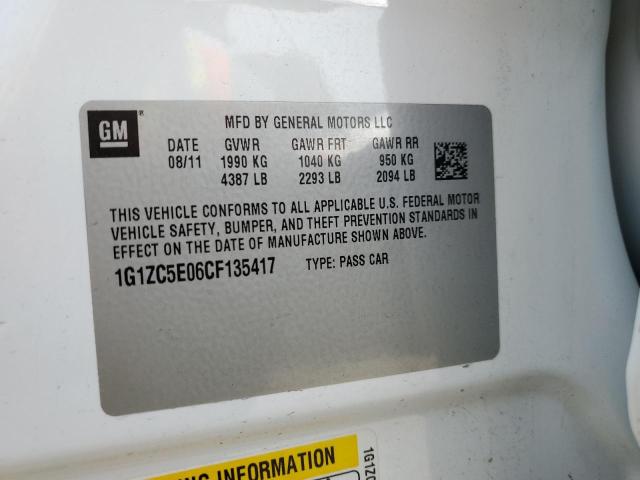 GM
MFD BY GENERAL MOTORS LLC
DATE GVWR GAWR FRT GAWR RR
08/11 1990 KG 1040 KG 950 KG
4387 LB 2293 LB 2094 LB
THIS VEHICLE CONFORMS TO ALL APPLICABLE U.S. FEDERAL MOTOR
VEHICLE SAFETY, BUMPER, AND THEFT PREVENTION STANDARDS IN
EFFECT ON THE DATE OF MANUFACTURE SHOWN ABOVE.
1G1ZC5E06CF135417 TYPE: PASS CAR
INFORMATION